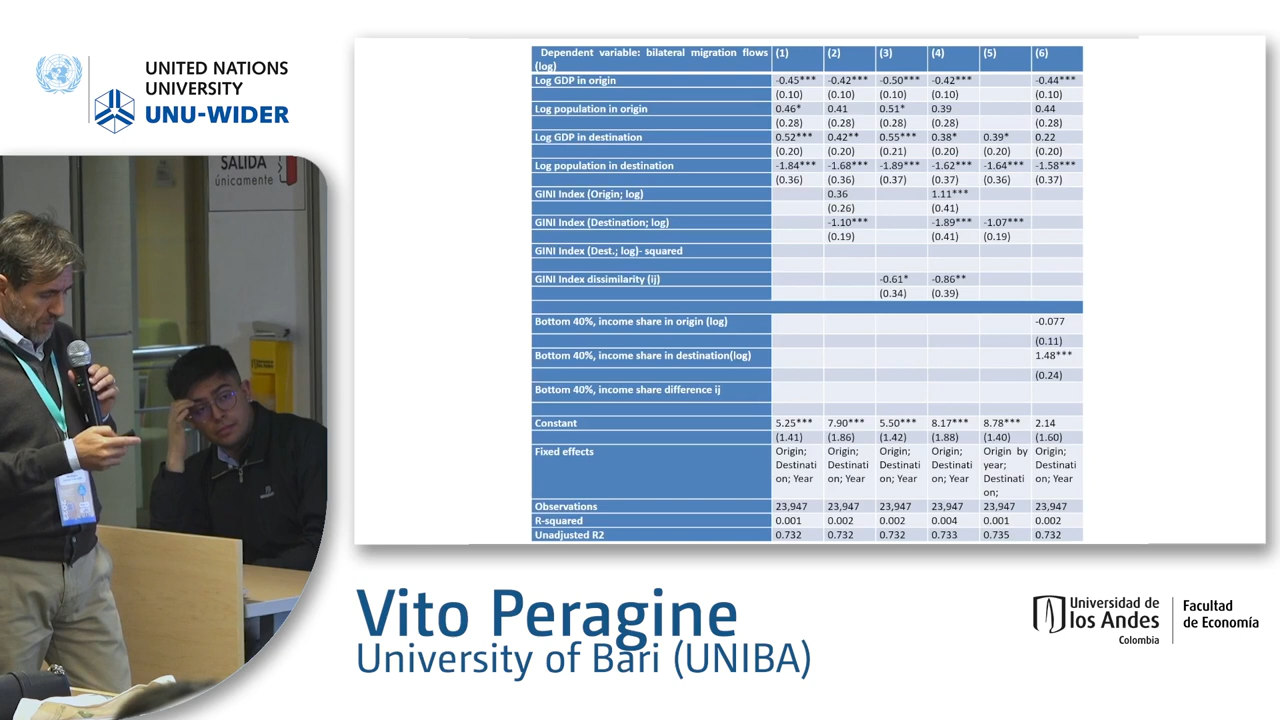 UNITED NATIONS
UNIVERSITY
UNU-WIDER
SALIDA
únicamente
Dependent variable: bilateral migration flows (log) (1) (2) (3) (4) (5) (6)
Log GDP in origin -0.45*** -0.42*** -0.50*** -0.42*** -0.44***
(0.10) (0.10) (0.10) (0.10) (0.10)
Log population in origin 0.46* 0.41 0.51* 0.39 0.44
(0.28) (0.28) (0.28) (0.28) (0.28)
Log GDP in destination 0.52*** 0.42** 0.55*** 0.38* 0.39* 0.22
(0.20) (0.20) (0.21) (0.20) (0.20) (0.20)
Log population in destination -1.84*** -1.68*** -1.89*** -1.62*** -1.64*** -1.58***
(0.36) (0.36) (0.37) (0.37) (0.36) (0.37)
GINI Index (Origin; log) 0.36 1.11***
(0.26) (0.41)
GINI Index (Destination; log) -1.10*** -1.89*** -1.07***
(0.19) (0.41) (0.19)
GINI Index (Dest.; log)- squared
GINI Index dissimilarity (ij) -0.61* -0.86**
(0.34) (0.39)
Bottom 40%, income share in origin (log) -0.077
(0.11)
Bottom 40%, income share in destination(log) 1.48***
(0.24)
Bottom 40%, income share difference ij
Constant 5.25*** 7.90*** 5.50*** 8.17*** 8.78*** 2.14
(1.41) (1.86) (1.42) (1.88) (1.40) (1.60)
Fixed effects Origin; Origin; Origin; Origin; Origin by Origin;
Destinati Destinati Destinati Destinati year; Destinati
on; Year on; Year on; Year on; Year Destinati on; Year
on;
Observations 23,947 23,947 23,947 23,947 23,947 23,947
R-squared 0.001 0.002 0.002 0.004 0.001 0.002
Unadjusted R2 0.732 0.732 0.732 0.733 0.735 0.732
Vito Peragine
University of Bari (UNIBA)
Universidad de
los Andes
Colombia
Facultad
de Economía